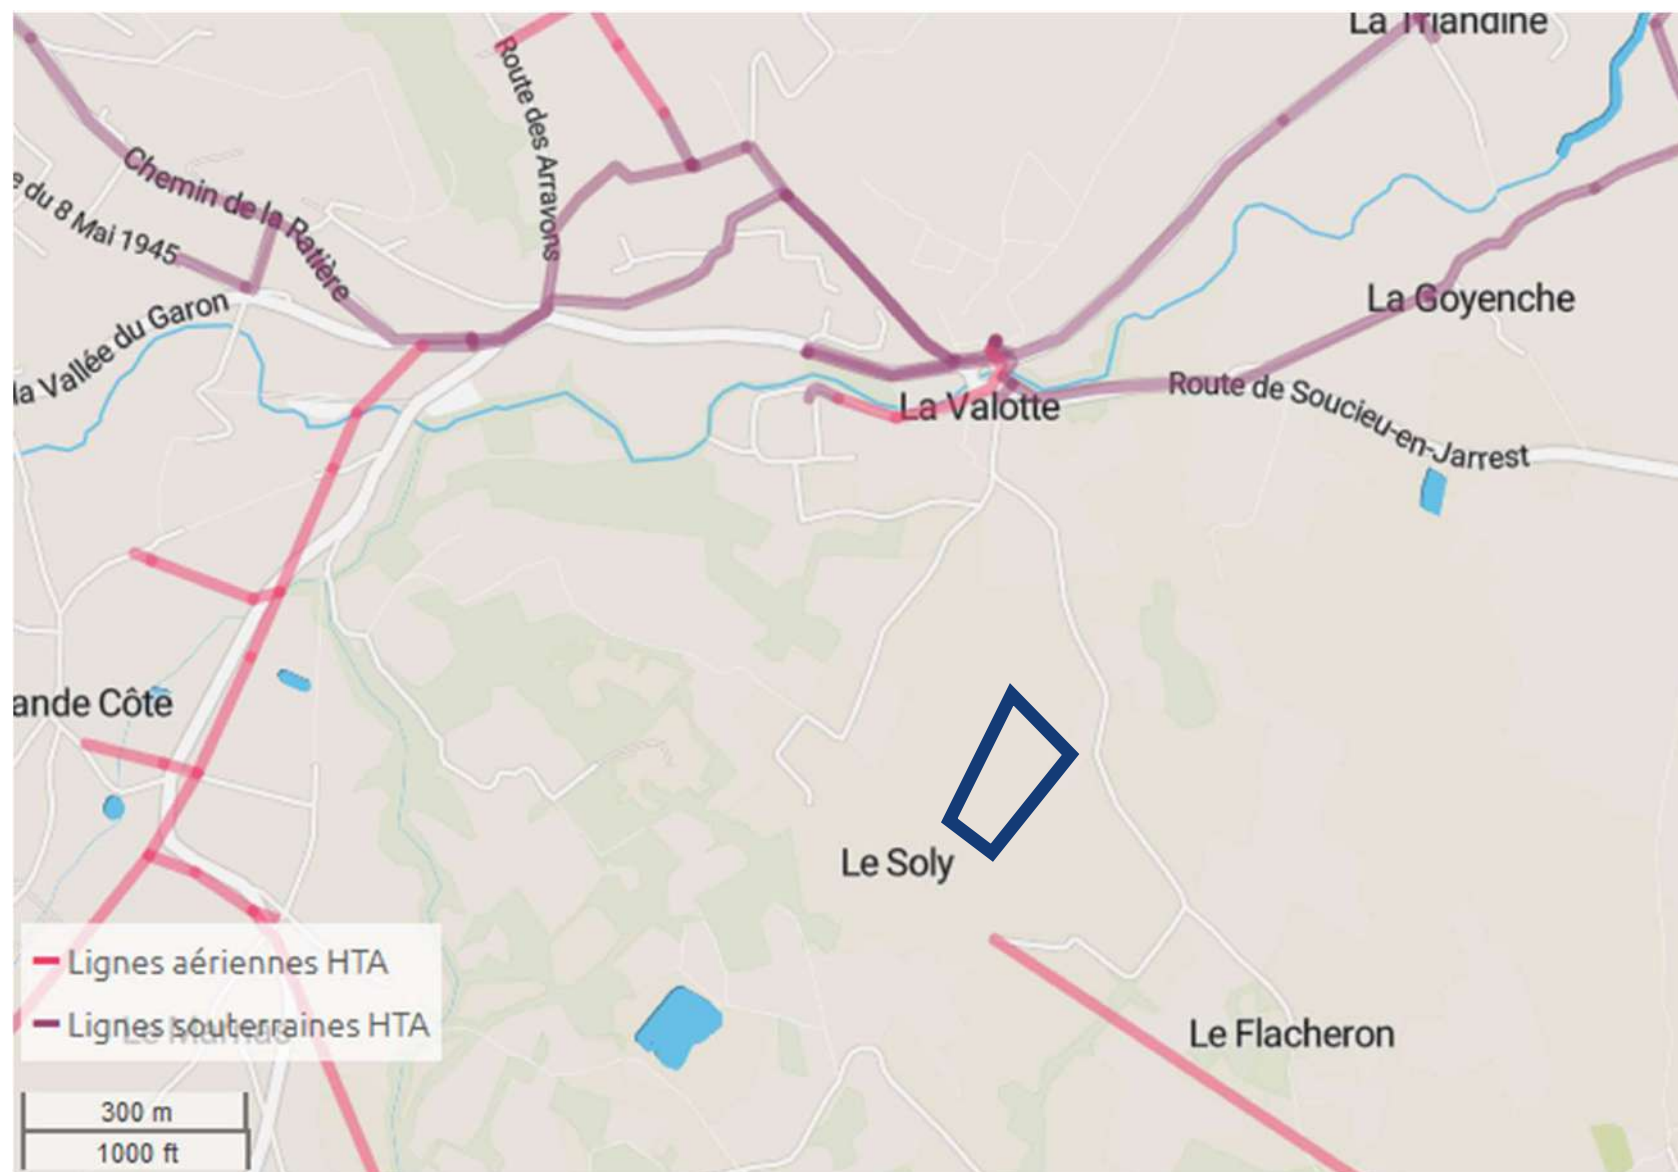 La Triandine
Route des Arravons
Chemin de la Ratière
e du 8 Mai 1945
la Vallée du Garon
La Goyenche
La Valotte
Route de Soucieu-en-Jarrest
ande Côte
Le Soly
Lignes aériennes HTA
Lignes souterraines HTA
Le Flacheron
300 m
1000 ft